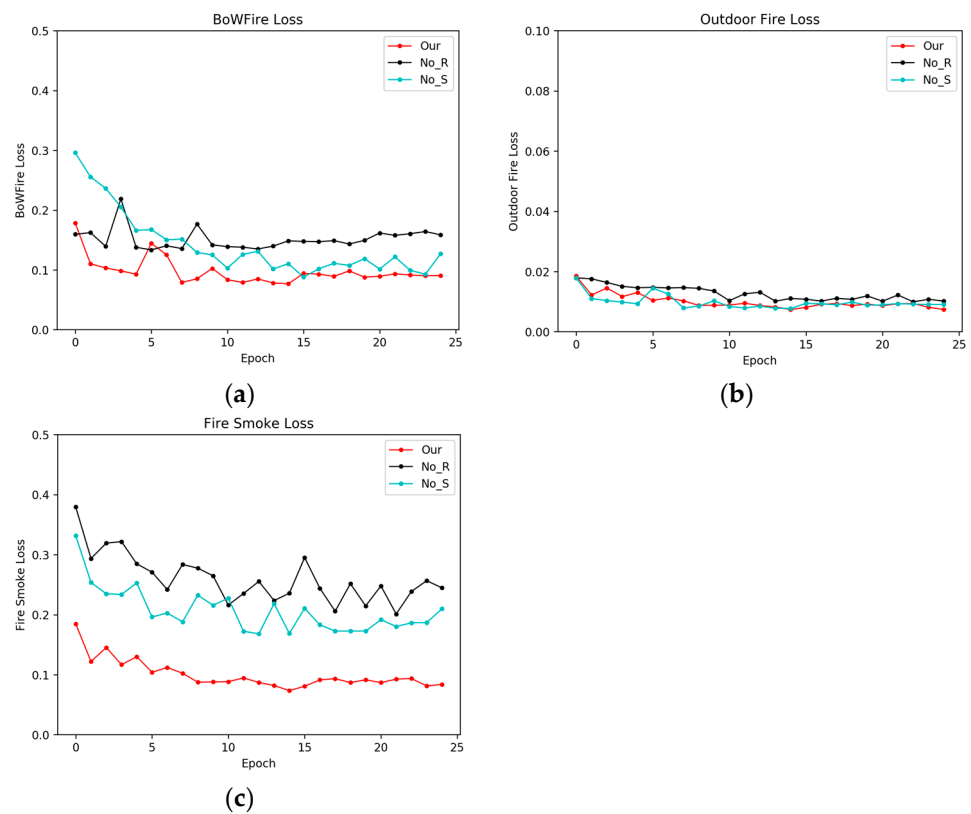 BoWFire Loss
0.5
0.4
0.3
0.2
0.1
0.0
BoWFire Loss
0 5 10 15 20 25
Epoch
Our
No_R
No_S
(a)
Outdoor Fire Loss
0.10
0.08
0.06
0.04
0.02
0.00
Outdoor Fire Loss
0 5 10 15 20 25
Epoch
Our
No_R
No_S
(b)
Fire Smoke Loss
0.5
0.4
0.3
0.2
0.1
0.0
Fire Smoke Loss
0 5 10 15 20 25
Epoch
Our
No_R
No_S
(c)